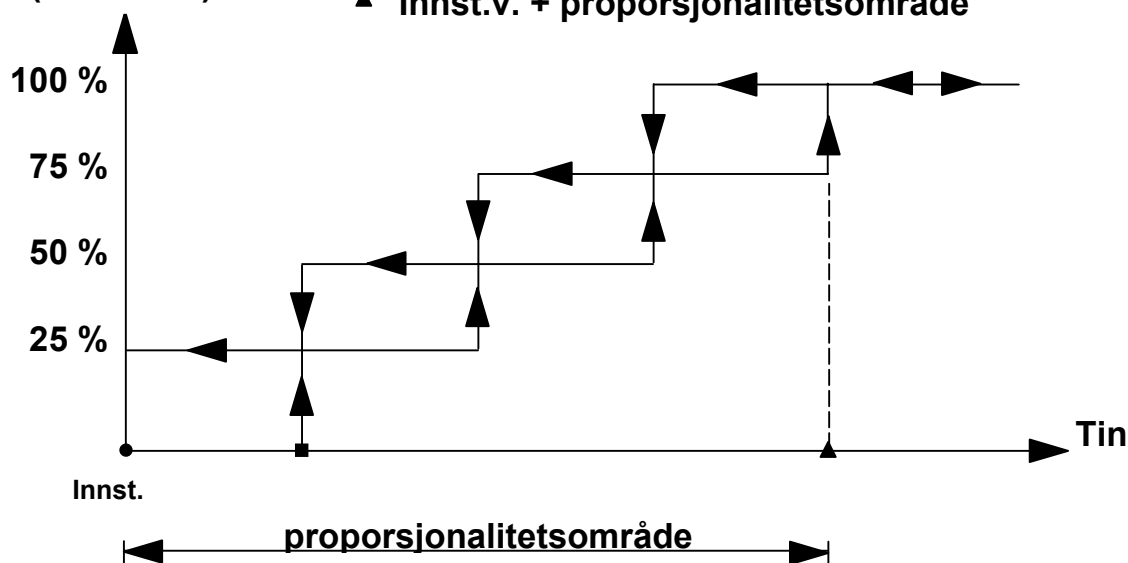 innst.v. + proporsjonalitetsområde
100 %
75 %
50 %
25 %
Tin
Innst.
proporsjonalitetsområde